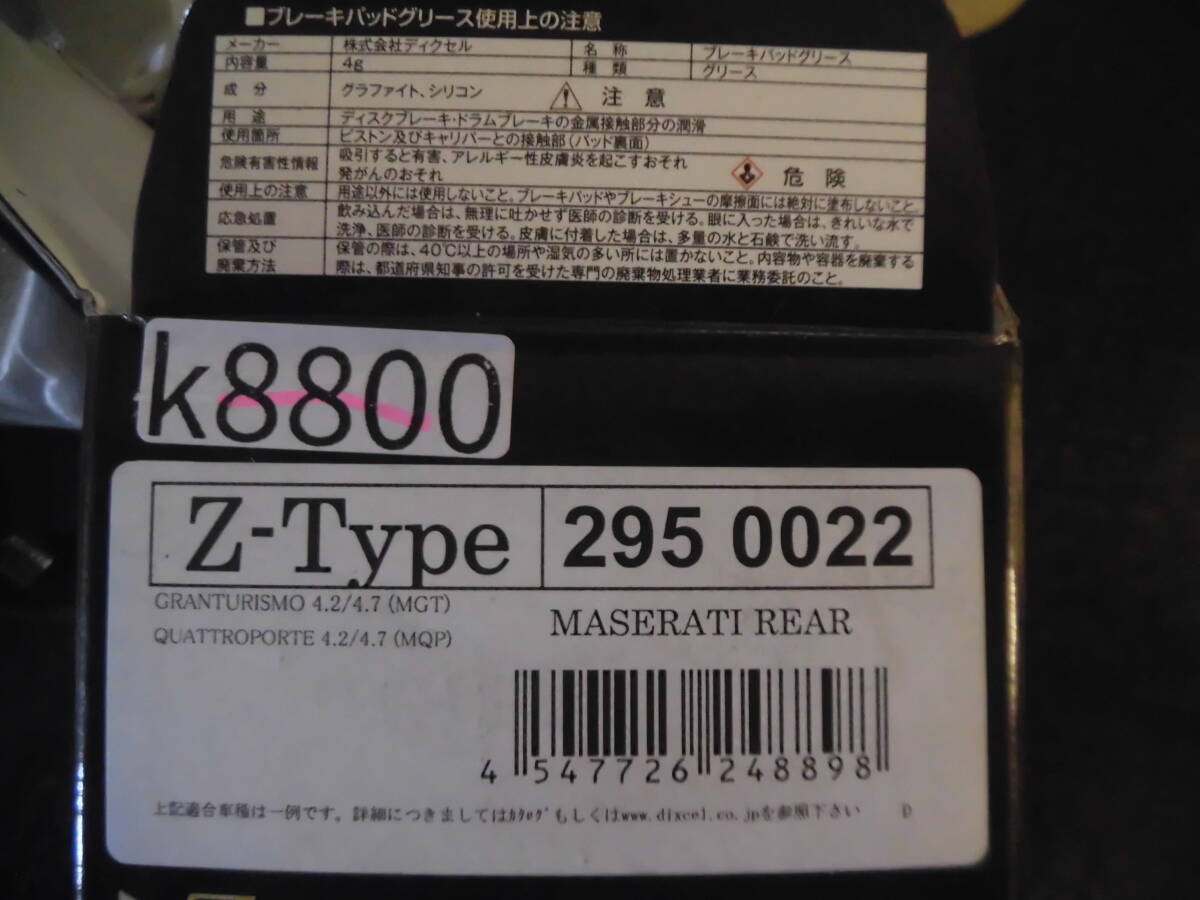 ■ブレーキパッドグリース使用上の注意
メーカー 株式会社ディクセル 名 称 ブレーキパッドグリース
内容量 4g 種 類 グリース
成 分 グラファイト、シリコン 注 意
用 途 ディスクブレーキ・ドラムブレーキの金属接触部分の潤滑
使用箇所 ピストン及びキャリパーとの接触部(パッド裏面)
危険有害性情報 吸引すると有害、アレルギー性皮膚炎を起こすおそれ
発がんのおそれ 危 険
使用上の注意 用途以外には使用しないこと。ブレーキパッドやブレーキシューの摩擦面には絶対に塗布しないこと。
応急処置 飲み込んだ場合は、無理に吐かせず医師の診断を受ける。眼に入った場合は、きれいな水で
洗浄、医師の診断を受ける。皮膚に付着した場合は、多量の水と石鹸で洗い流す。
保管及び 保管の際は、40℃以上の場所や湿気の多い所には置かないこと。内容物や容器を廃棄する
廃棄方法 際は、都道府県知事の許可を受けた専門の廃棄物処理業者に業務委託のこと。
k8800
Z-Type 295 0022
GRANTURISMO 4.2/4.7 (MGT)
QUATTROPORTE 4.2/4.7 (MQP)
MASERATI REAR
4 547726 248898
上記適合車種は一例です。詳細につきましてはｶﾀﾛｸﾞもしくはwww.dixcel.co.jpを参照下さい D